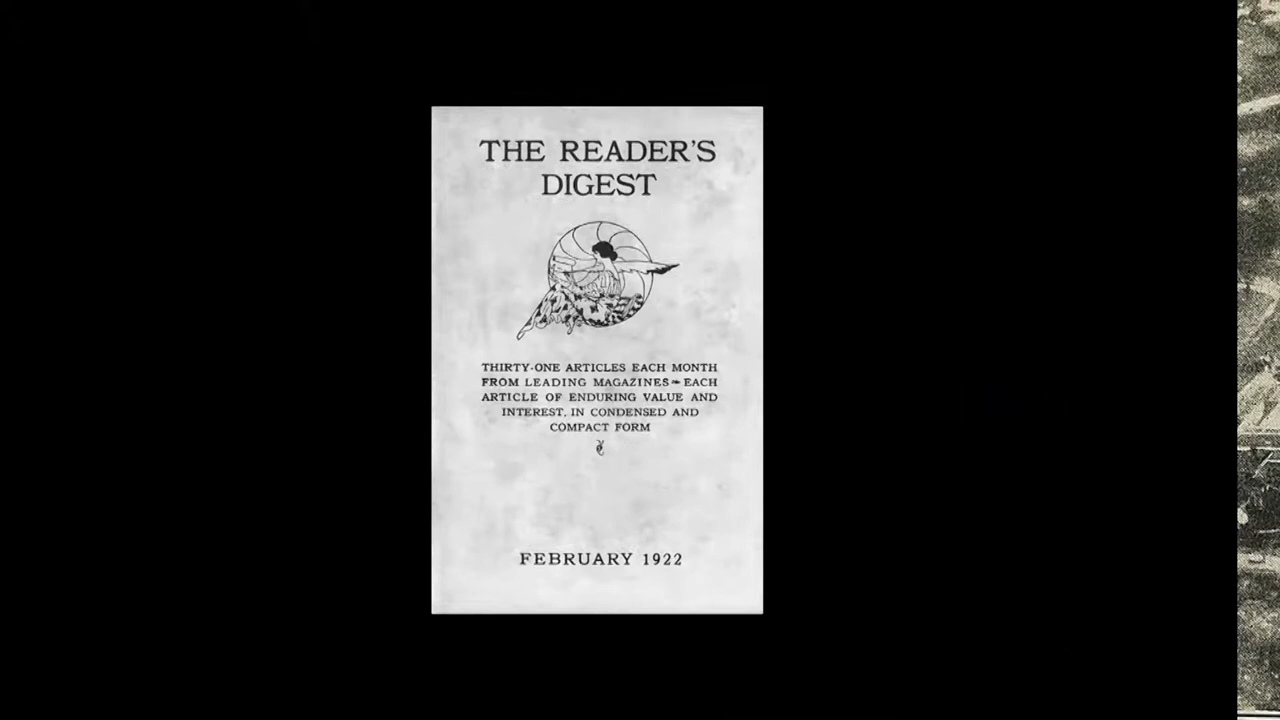 THE READER'S
DIGEST
THIRTY-ONE ARTICLES EACH MONTH
FROM LEADING MAGAZINES❧EACH
ARTICLE OF ENDURING VALUE AND
INTEREST, IN CONDENSED AND
COMPACT FORM
FEBRUARY 1922